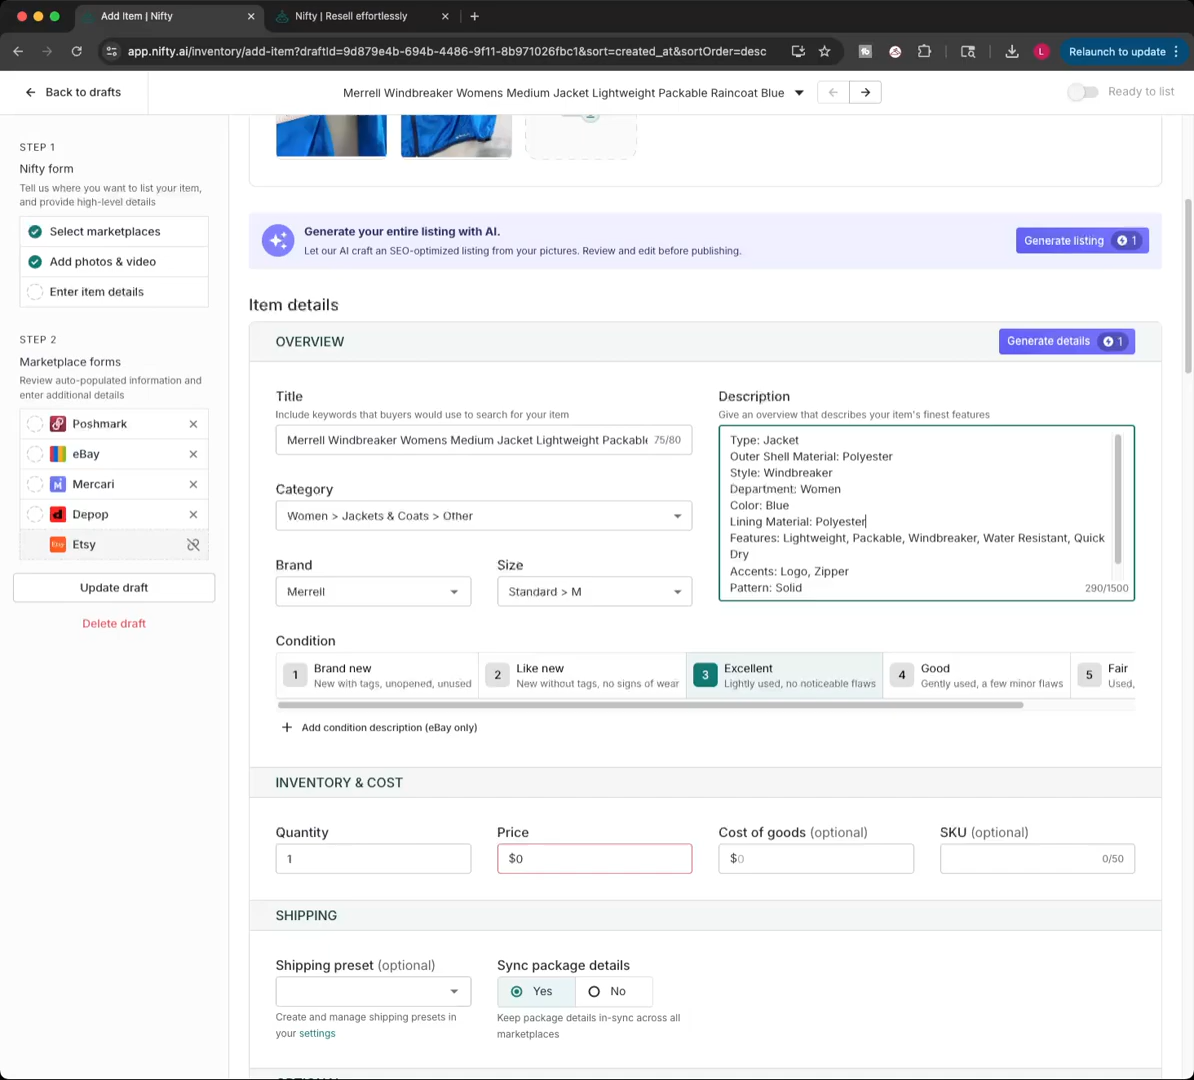 Add Item | Nifty
Nifty | Resell effortlessly
app.nifty.ai/inventory/add-item?draftId=9d879e4b-694b-4486-9f11-8b971026fbc1&sort=created_at&sortOrder=desc
L
Relaunch to update
Back to drafts
Merrell Windbreaker Womens Medium Jacket Lightweight Packable Raincoat Blue
Ready to list
STEP 1
Nifty form
Tell us where you want to list your item,
and provide high-level details
Select marketplaces
Add photos & video
Enter item details
STEP 2
Marketplace forms
Review auto-populated information and
enter additional details
Poshmark
eBay
Mercari
Depop
Etsy
Update draft
Delete draft
Generate your entire listing with AI.
Let our AI craft an SEO-optimized listing from your pictures. Review and edit before publishing.
Generate listing 1
Item details
OVERVIEW
Generate details 1
Title
Include keywords that buyers would use to search for your item
Merrell Windbreaker Womens Medium Jacket Lightweight Packabl 75/80
Category
Women > Jackets & Coats > Other
Brand
Merrell
Size
Standard > M
Description
Give an overview that describes your item's finest features
Type: Jacket
Outer Shell Material: Polyester
Style: Windbreaker
Department: Women
Color: Blue
Lining Material: Polyester
Features: Lightweight, Packable, Windbreaker, Water Resistant, Quick
Dry
Accents: Logo, Zipper
Pattern: Solid
290/1500
Condition
1 Brand new
New with tags, unopened, unused
2 Like new
New without tags, no signs of wear
3 Excellent
Lightly used, no noticeable flaws
4 Good
Gently used, a few minor flaws
5 Fair
Used,
Add condition description (eBay only)
INVENTORY & COST
Quantity
1
Price
$0
Cost of goods (optional)
$0
SKU (optional)
0/50
SHIPPING
Shipping preset (optional)
Create and manage shipping presets in
your settings
Sync package details
Yes
No
Keep package details in-sync across all
marketplaces